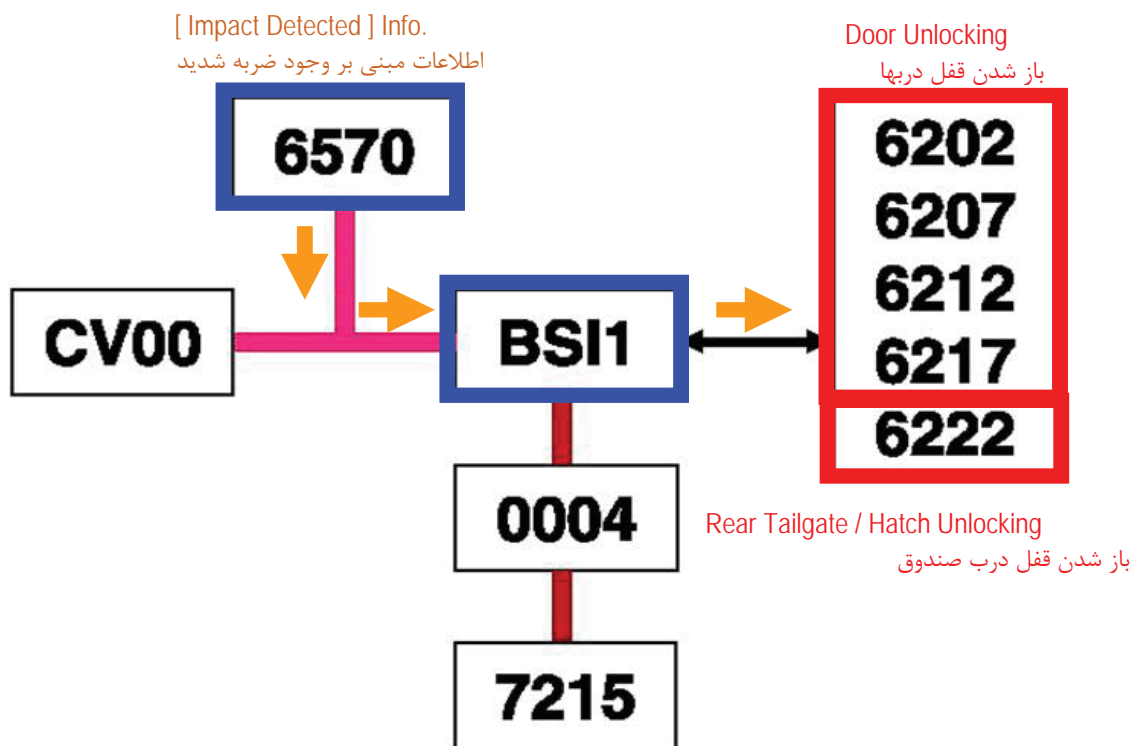 [ Impact Detected ] Info.
اطلاعات مبنی بر وجود ضربه شدید
Door Unlocking
باز شدن قفل دربها
6570
6202
6207
6212
6217
6222
CV00
BSI1
0004
Rear Tailgate / Hatch Unlocking
باز شدن قفل درب صندوق
7215